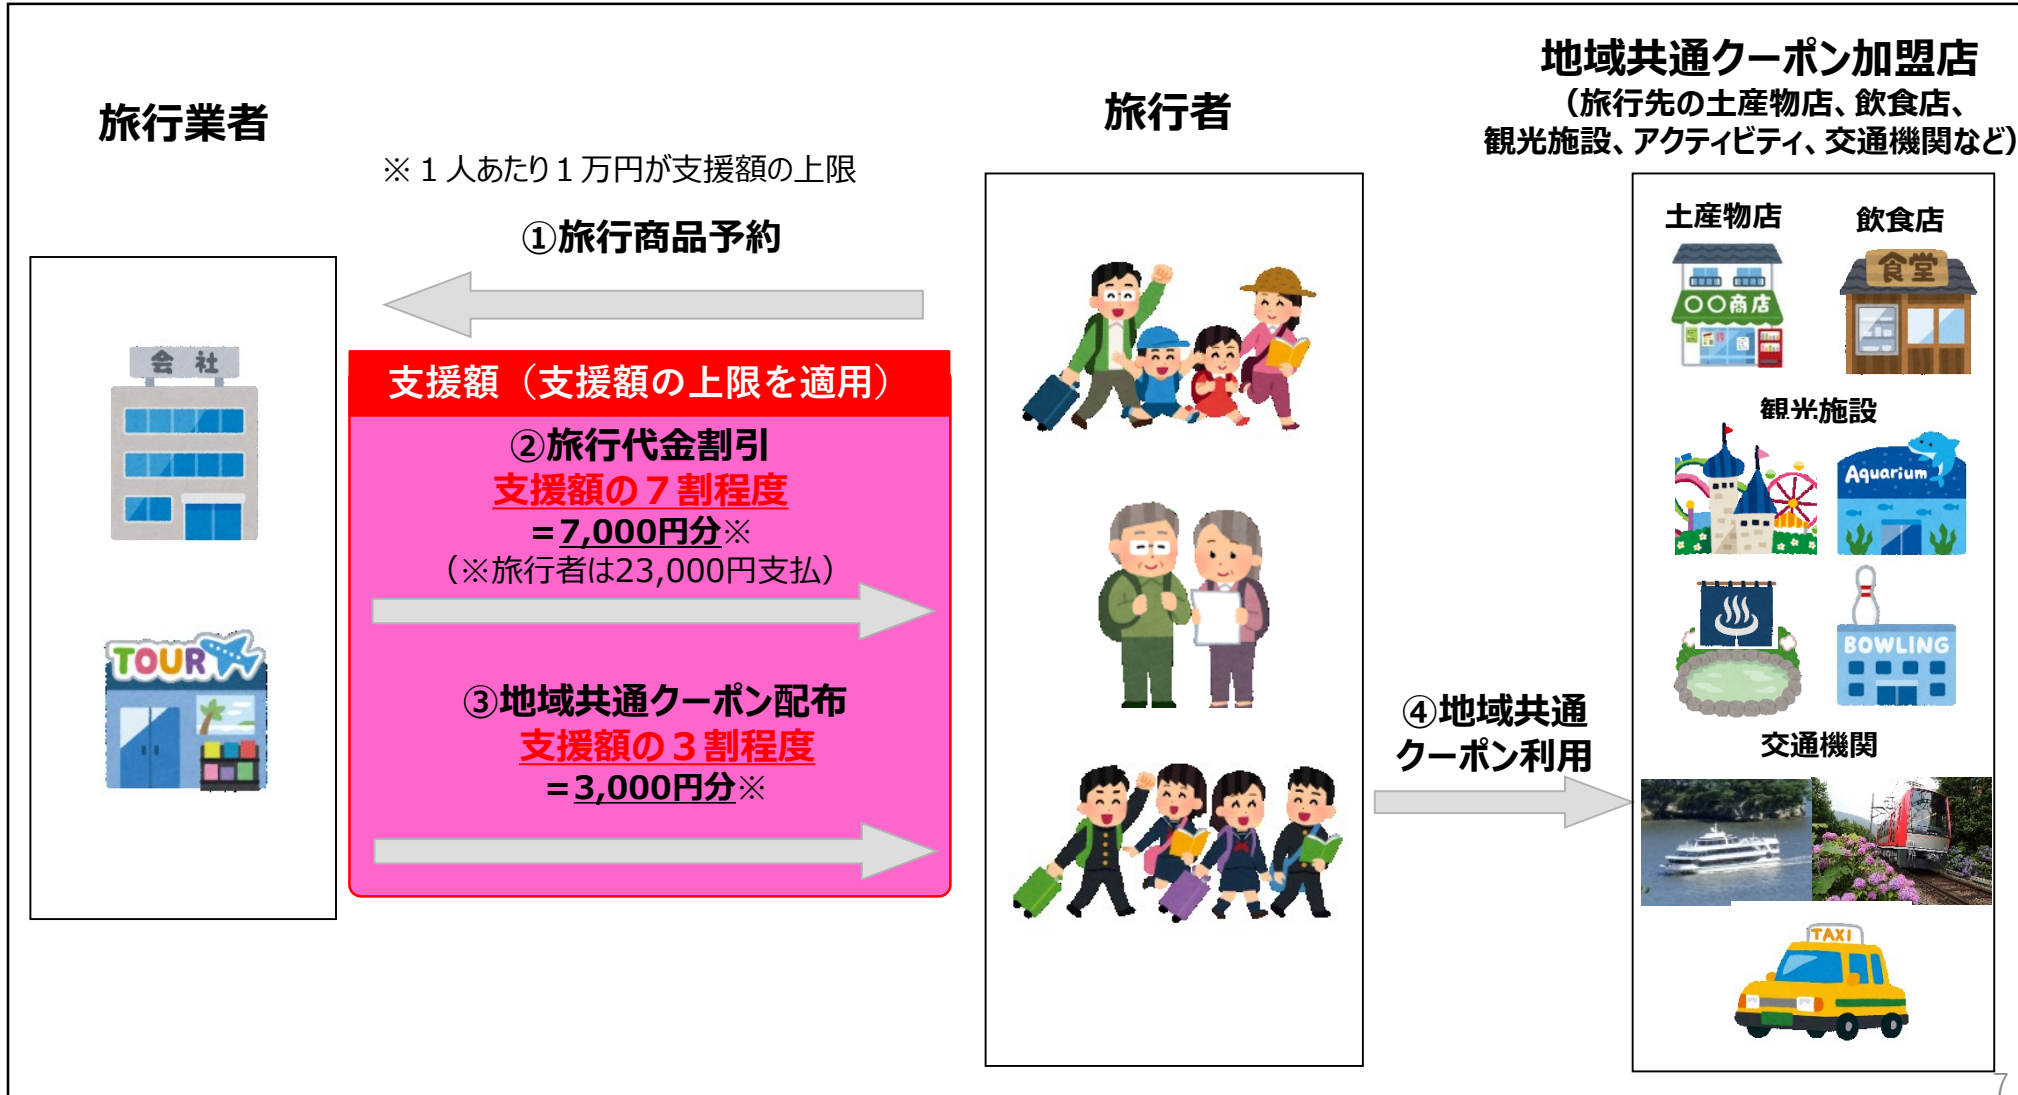 旅行業者
※１人あたり１万円が支援額の上限
①旅行商品予約
支援額（支援額の上限を適用）
②旅行代金割引
支援額の７割程度
＝7,000円分※
（※旅行者は23,000円支払）
③地域共通クーポン配布
支援額の３割程度
＝3,000円分※
会社
TOUR
旅行者
④地域共通
クーポン利用
地域共通クーポン加盟店
（旅行先の土産物店、飲食店、
観光施設、アクティビティ、交通機関など）
土産物店
飲食店
〇〇商店
食堂
観光施設
Aquarium
BOWLING
交通機関
TAXI
7